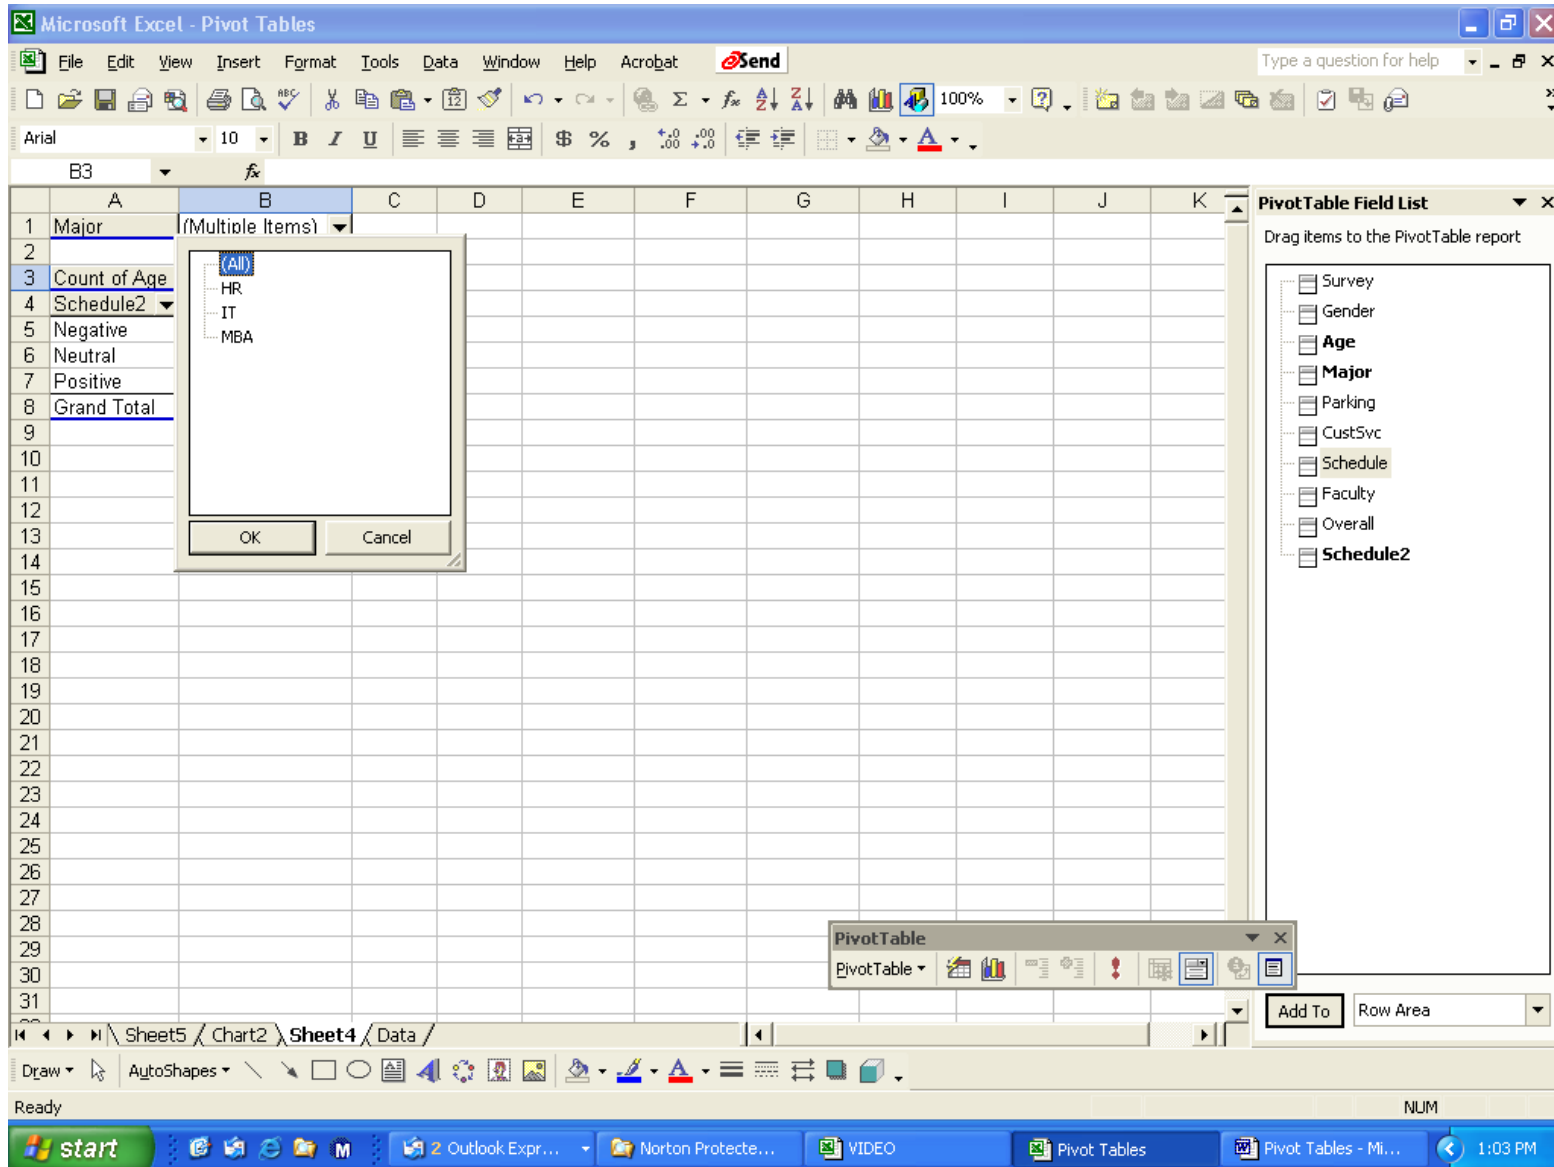 Microsoft Excel - Pivot Tables
File Edit View Insert Format Tools Data Window Help Acrobat Send Type a question for help
100%
Arial 10 B I U $ % ,
B3 fx
A B C D E F G H I J K
1 Major (Multiple Items)
2
3 Count of Age
4 Schedule2
5 Negative
6 Neutral
7 Positive
8 Grand Total
9
10
11
12
13
14
15
16
17
18
19
20
21
22
23
24
25
26
27
28
29
30
31
(All)
HR
IT
MBA
OK Cancel
PivotTable Field List
Drag items to the PivotTable report
Survey
Gender
Age
Major
Parking
CustSvc
Schedule
Faculty
Overall
Schedule2
PivotTable
PivotTable
Add To Row Area
Sheet5 Chart2 Sheet4 Data
Draw AutoShapes
Ready NUM
start 2 Outlook Expr... Norton Protecte... VIDEO Pivot Tables Pivot Tables - Mi... 1:03 PM